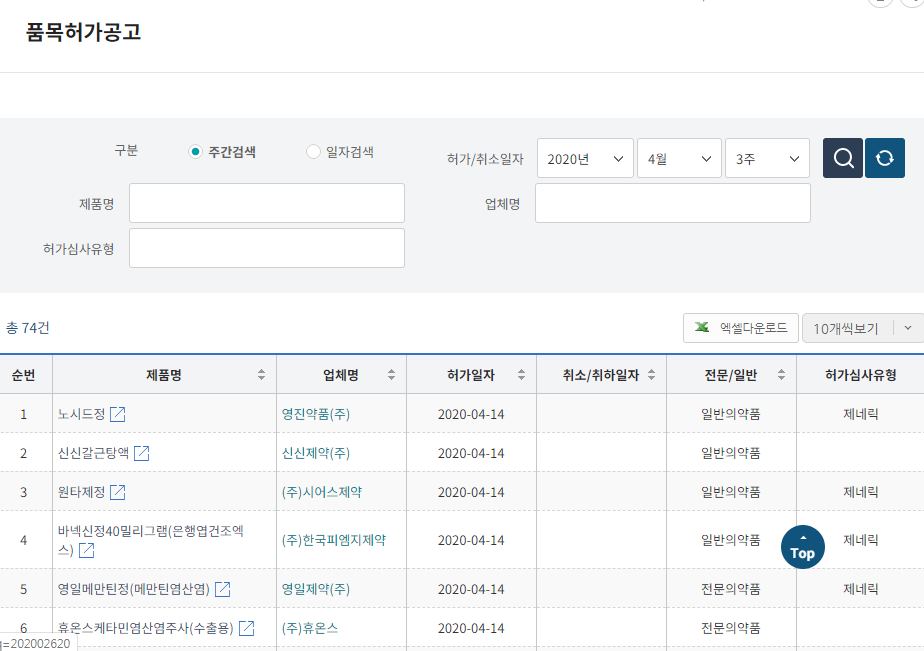 품목허가공고
구분 주간검색 일자검색 허가/취소일자 2020년 4월 3주
제품명 업체명
허가심사유형
총 74건 엑셀다운로드 10개씩보기
순번 제품명 업체명 허가일자 취소/취하일자 전문/일반 허가심사유형
1 노시드정 영진약품(주) 2020-04-14 일반의약품 제네릭
2 신신갈근탕액 신신제약(주) 2020-04-14 일반의약품 제네릭
3 원타제정 (주)시어스제약 2020-04-14 일반의약품 제네릭
4 바넥신정40밀리그램(은행엽건조엑
스) (주)한국피엠지제약 2020-04-14 일반의약품 제네릭
Top
5 영일메만틴정(메만틴염산염) 영일제약(주) 2020-04-14 전문의약품 제네릭
6 휴온스케타민염산염주사(수출용) (주)휴온스 2020-04-14 전문의약품
=202002620